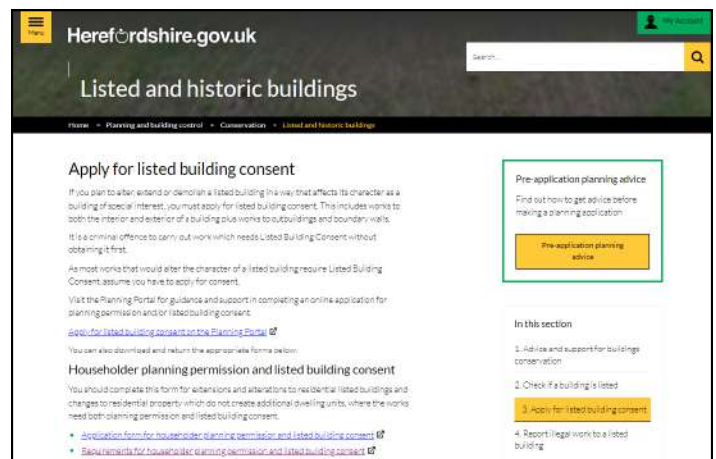 Menu
Herefordshire.gov.uk
My Account
Search...
Listed and historic buildings
Home > Planning and building control > Conservation > Listed and historic buildings
Apply for listed building consent
If you plan to alter, extend or demolish a listed building in a way that affects its character as a
building of special interest, you must apply for listed building consent. This includes works to
both the interior and exterior of a building plus works to outbuildings and boundary walls.
It is a criminal offence to carry out work which needs Listed Building Consent without
obtaining it first.
As most works that would alter the character of a listed building require Listed Building
Consent, assume you have to apply for consent.
Visit the Planning Portal for guidance and support in completing an online application for
planning permission and/or listed building consent.
Apply for listed building consent on the Planning Portal
You can also download and return the appropriate forms below.
Householder planning permission and listed building consent
You should complete this form for extensions and alterations to residential listed buildings and
changes to residential property which do not create additional dwelling units, where the works
need both planning permission and listed building consent.
• Application form for householder planning permission and listed building consent
• Requirements for householder planning permission and listed building consent
Pre-application planning advice
Find out how to get advice before
making a planning application
Pre-application planning
advice
In this section
1. Advice and support for buildings
conservation
2. Check if a building is listed
3. Apply for listed building consent
4. Report illegal work to a listed
building